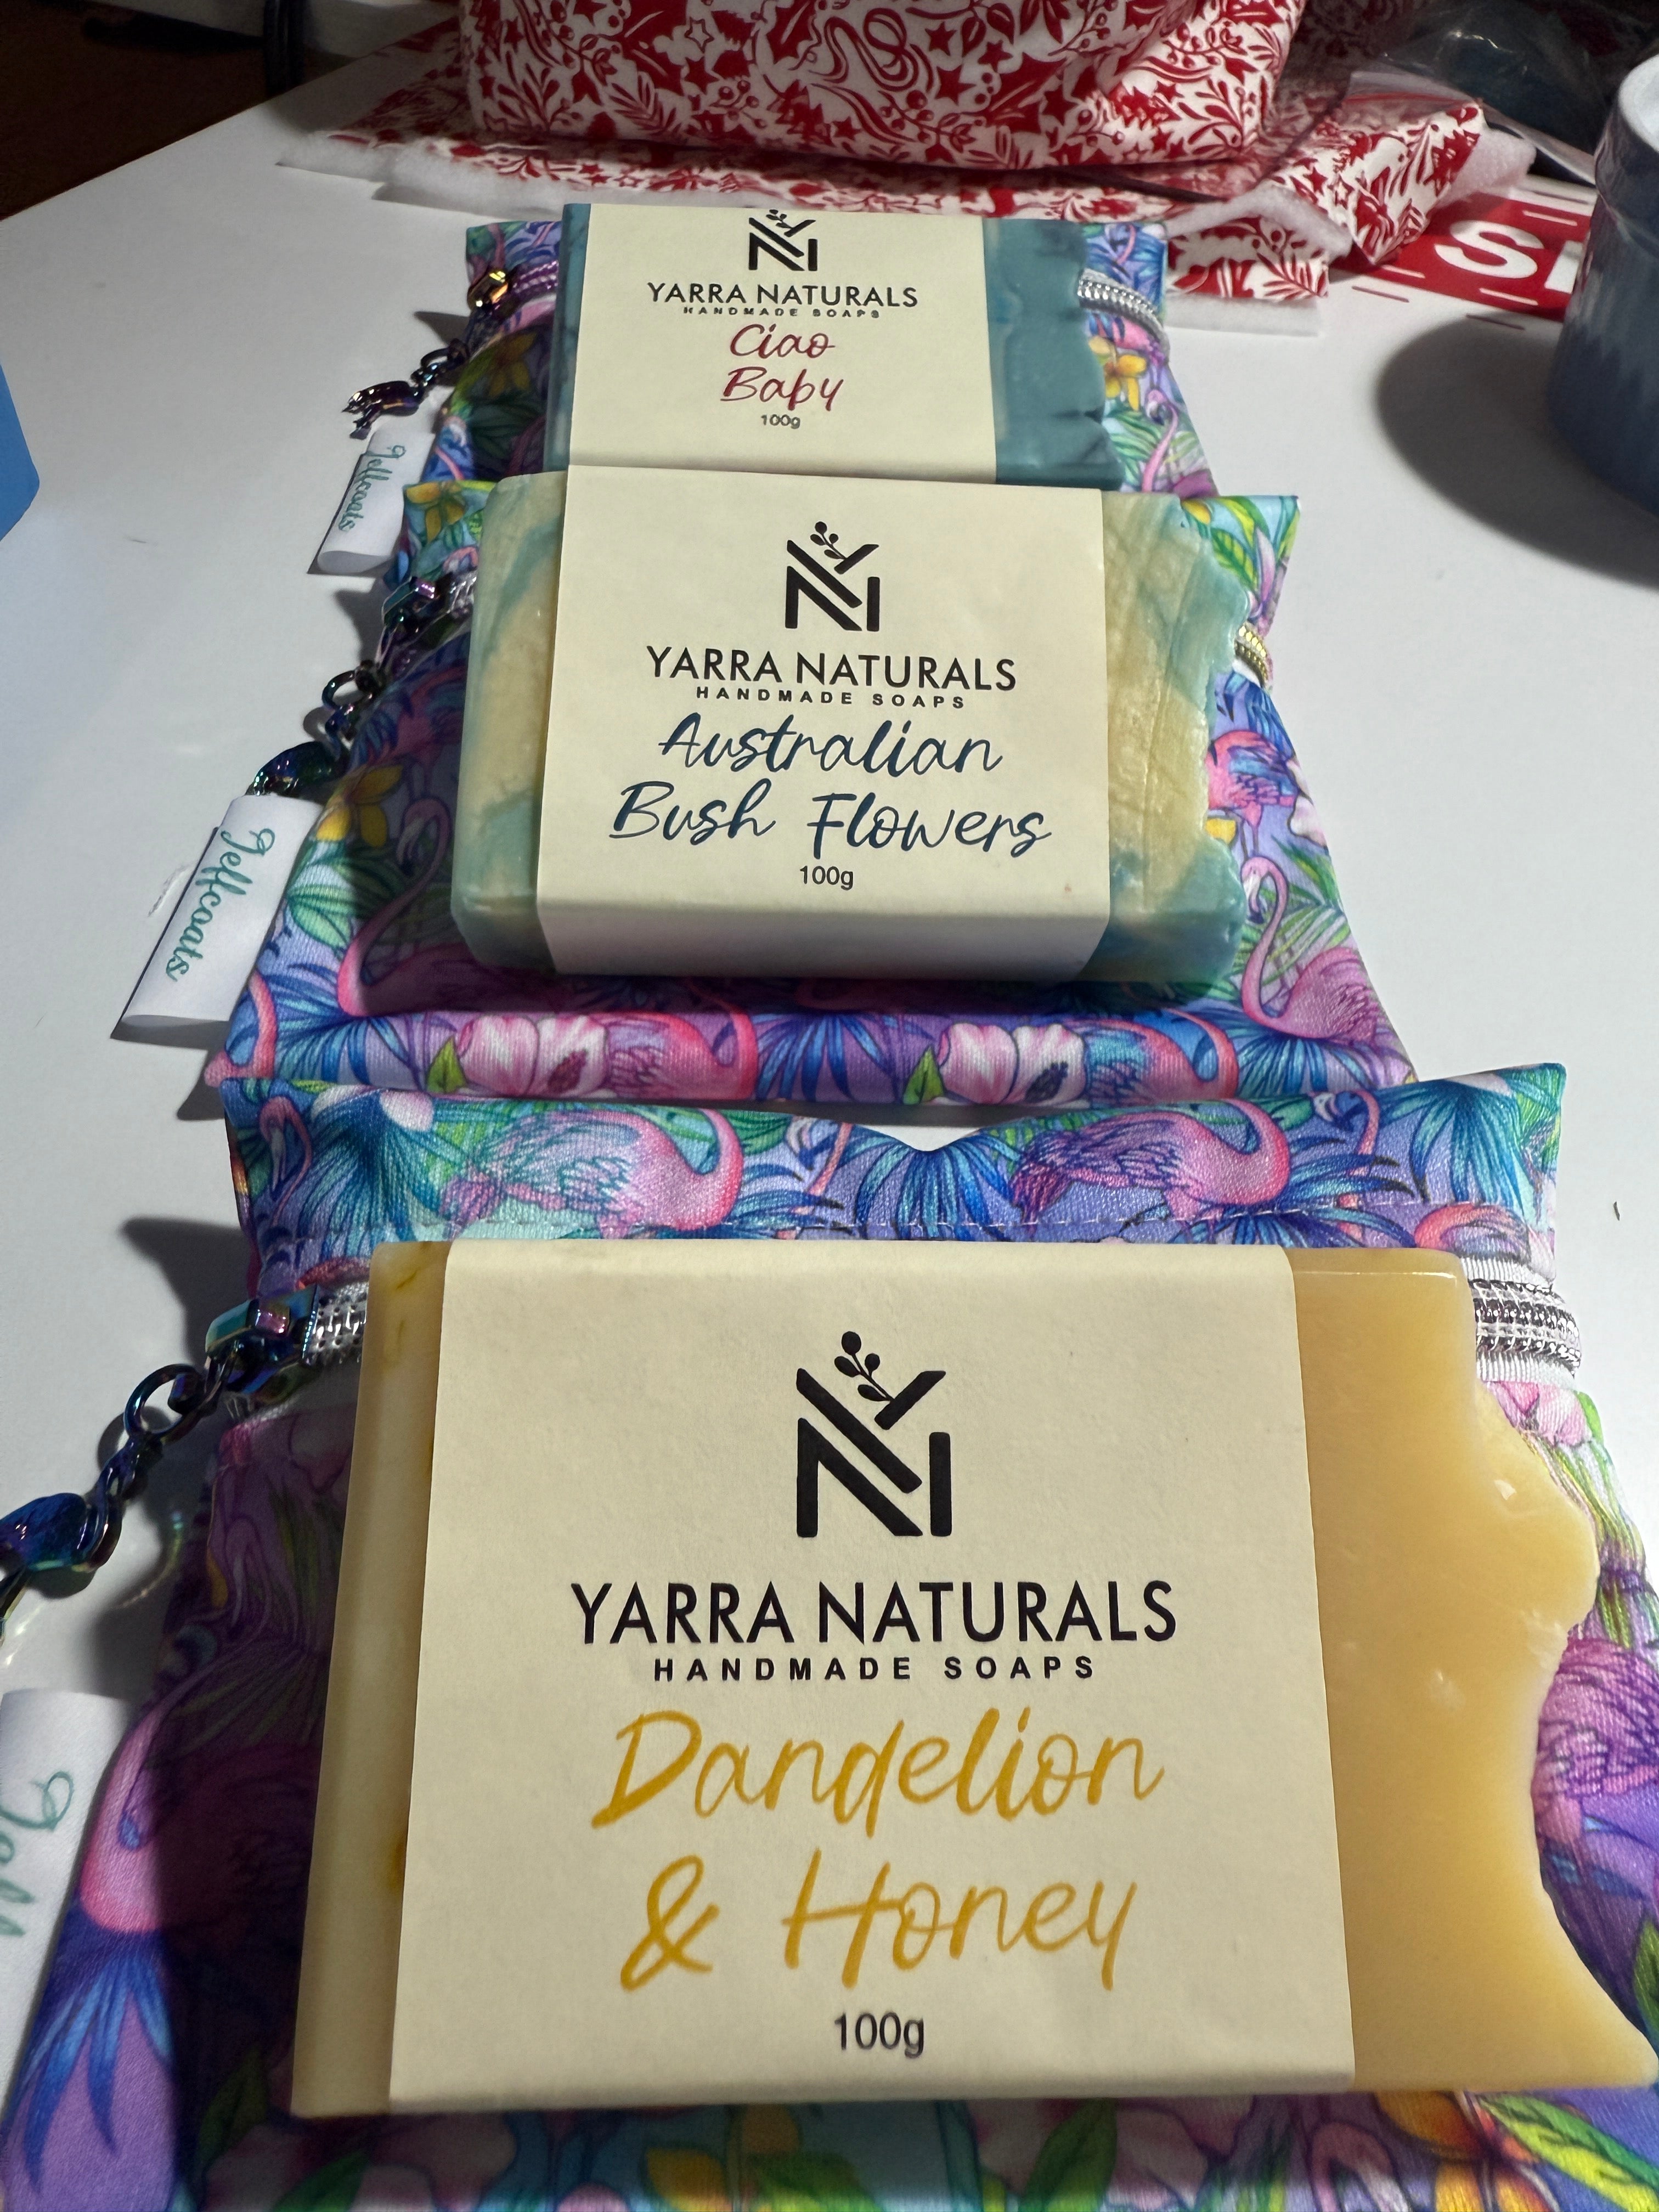 YARRA NATURALS
HANDMADE SOAPS
Ciao
Baby
100g
Jellcoats
YARRA NATURALS
HANDMADE SOAPS
Australian
Bush Flowers
100g
Jellcoats
YARRA NATURALS
HANDMADE SOAPS
Dandelion
& Honey
100g